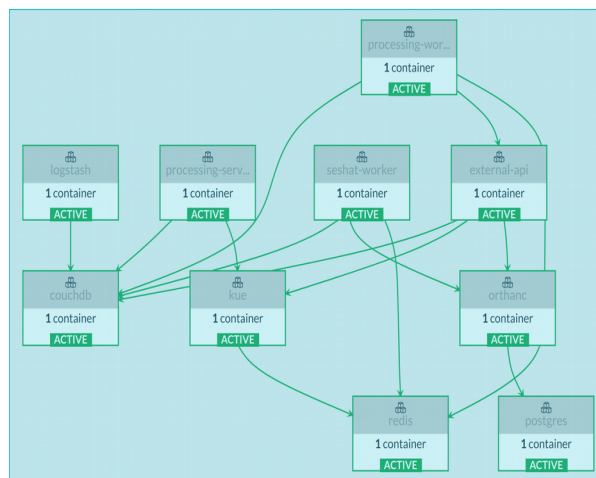 processing-wor...
1 container
ACTIVE
logstash
1 container
ACTIVE
processing-serv...
1 container
ACTIVE
seshat-worker
1 container
ACTIVE
external-api
1 container
ACTIVE
couchdb
1 container
ACTIVE
kue
1 container
ACTIVE
orthanc
1 container
ACTIVE
redis
1 container
ACTIVE
postgres
1 container
ACTIVE